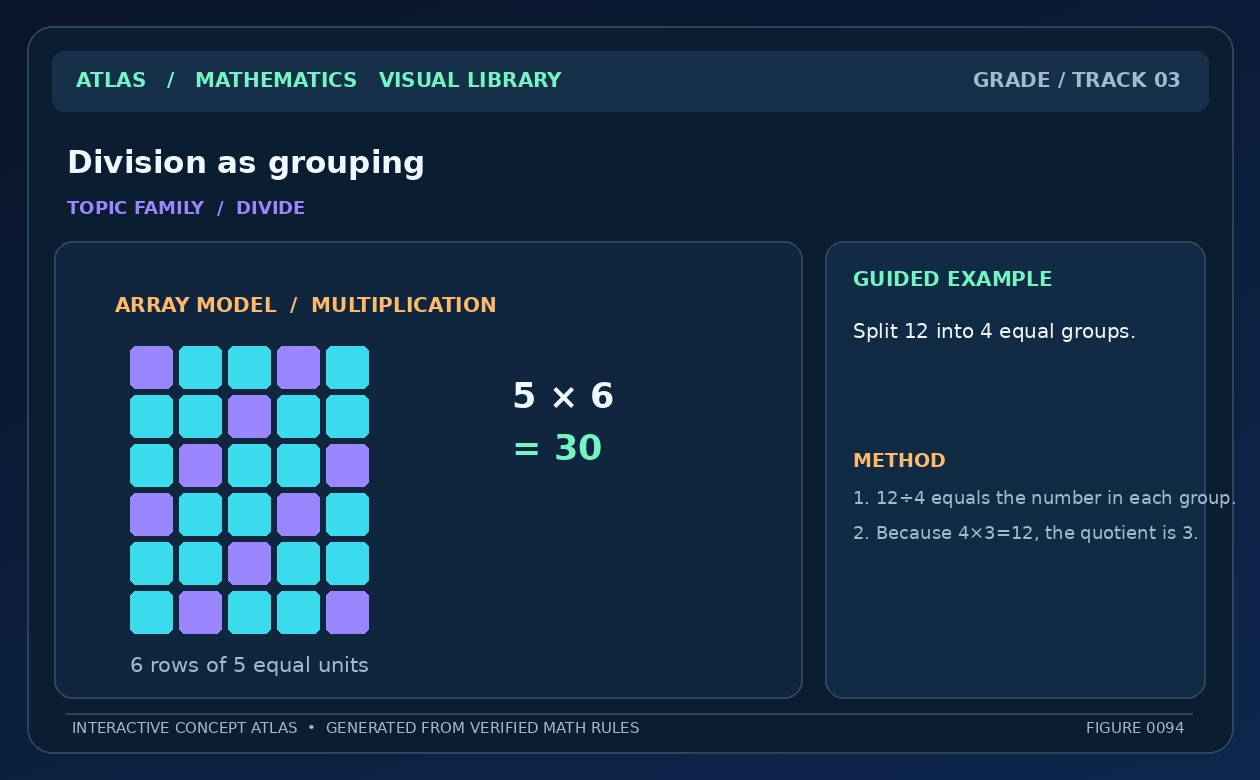 ATLAS / MATHEMATICS VISUAL LIBRARY
GRADE / TRACK 03
Division as grouping
TOPIC FAMILY / DIVIDE
ARRAY MODEL / MULTIPLICATION
5 × 6
= 30
6 rows of 5 equal units
GUIDED EXAMPLE
Split 12 into 4 equal groups.
METHOD
1. 12÷4 equals the number in each group.
2. Because 4×3=12, the quotient is 3.
INTERACTIVE CONCEPT ATLAS • GENERATED FROM VERIFIED MATH RULES
FIGURE 0094